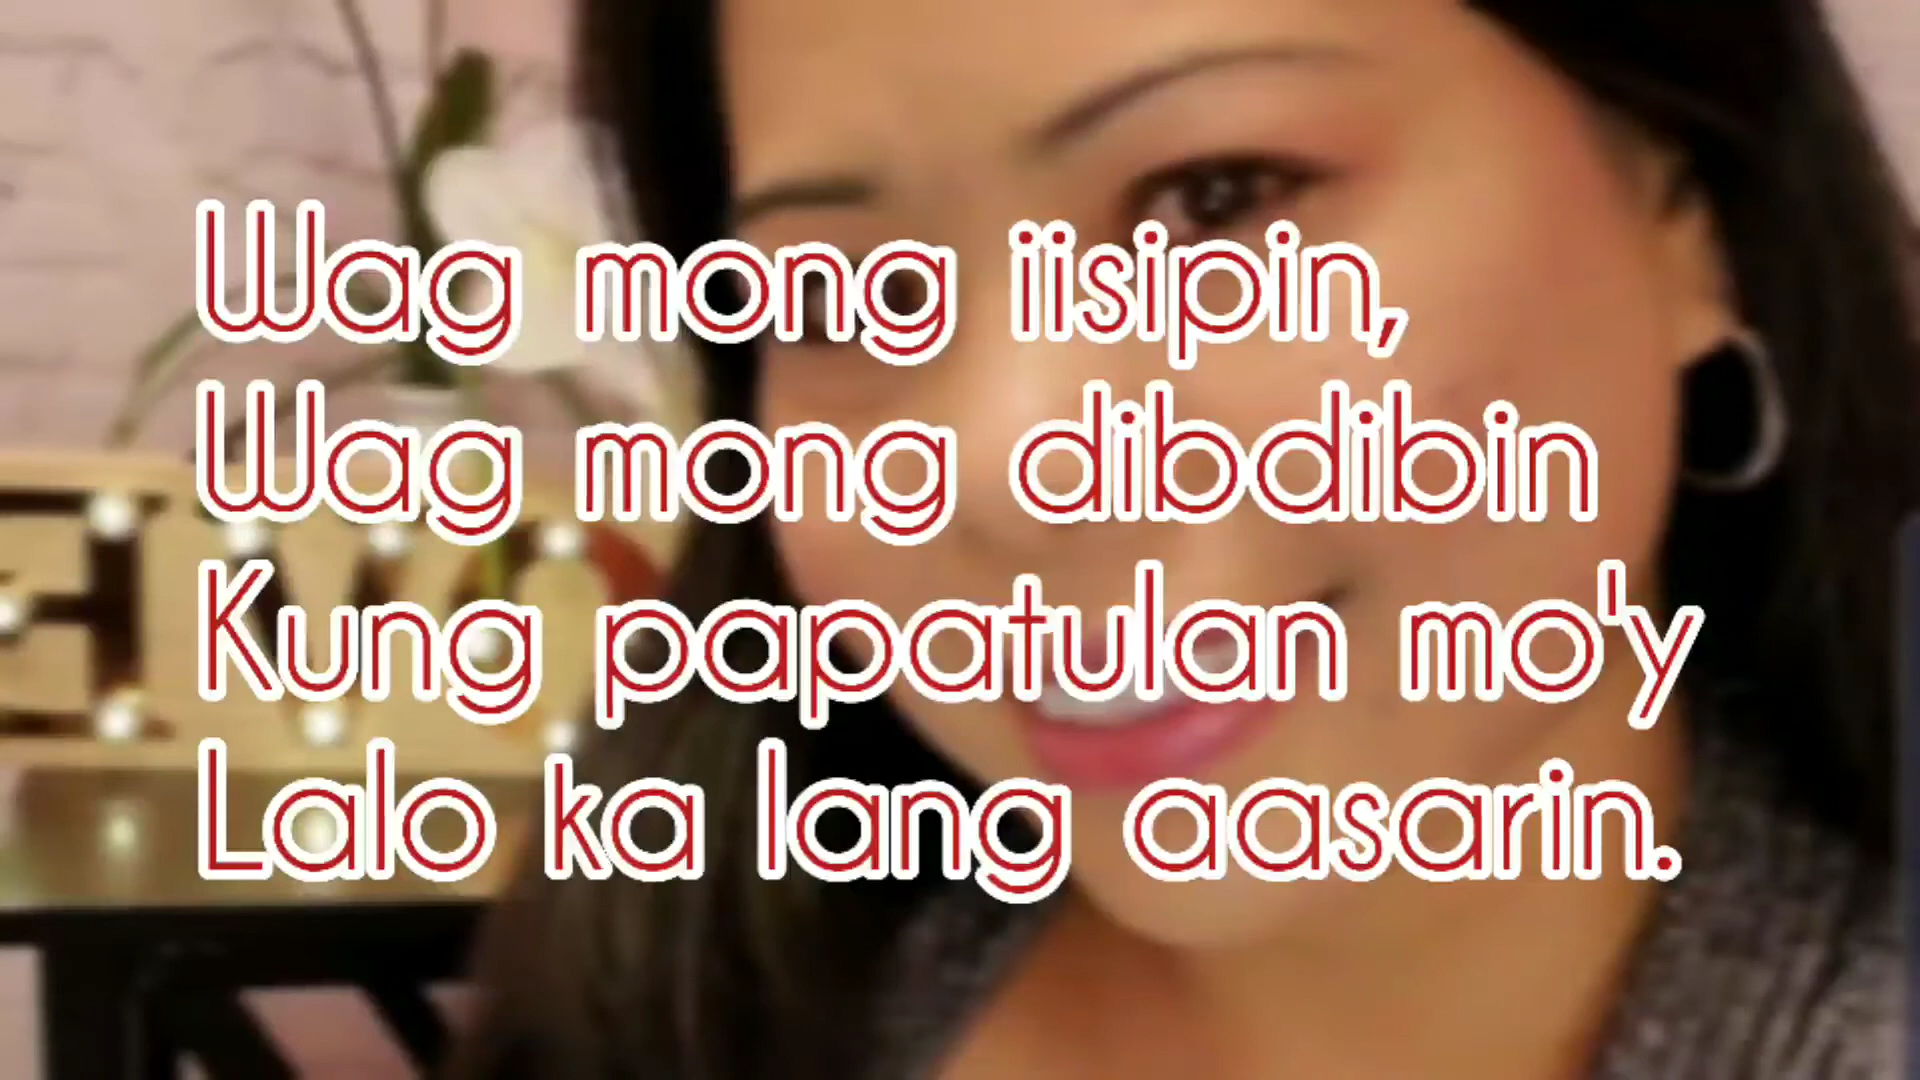 Wag mong iisipin,
Wag mong dibdibin
Kung papatulan mo'y
Lalo ka lang aasarin.